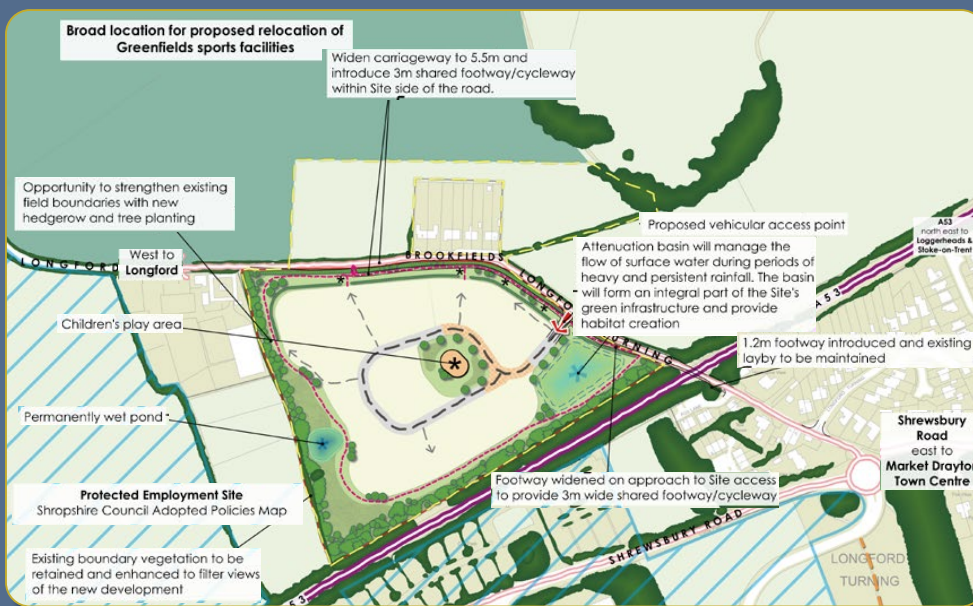 Broad location for proposed relocation of
Greenfields sports facilities
Widen carriageway to 5.5m and
introduce 3m shared footway/cycleway
within Site side of the road.
Opportunity to strengthen existing
field boundaries with new
hedgerow and tree planting
Proposed vehicular access point
A53
north east to
Loggerheads &
Stoke-on-Trent
LONGFORD
West to
Longford
BROOKFIELDS
LONGFORD
TURNING
Attenuation basin will manage the
flow of surface water during periods of
heavy and persistent rainfall. The basin
will form an integral part of the Site's
green infrastructure and provide
habitat creation
A53
Children's play area
1.2m footway introduced and existing
layby to be maintained
Permanently wet pond
Shrewsbury
Road
east to
Market Drayton
Town Centre
Footway widened on approach to Site access
to provide 3m wide shared footway/cycleway
Protected Employment Site
Shropshire Council Adopted Policies Map
SHREWSBURY ROAD
Existing boundary vegetation to be
retained and enhanced to filter views
of the new development
LONGFORD
TURNING
A53